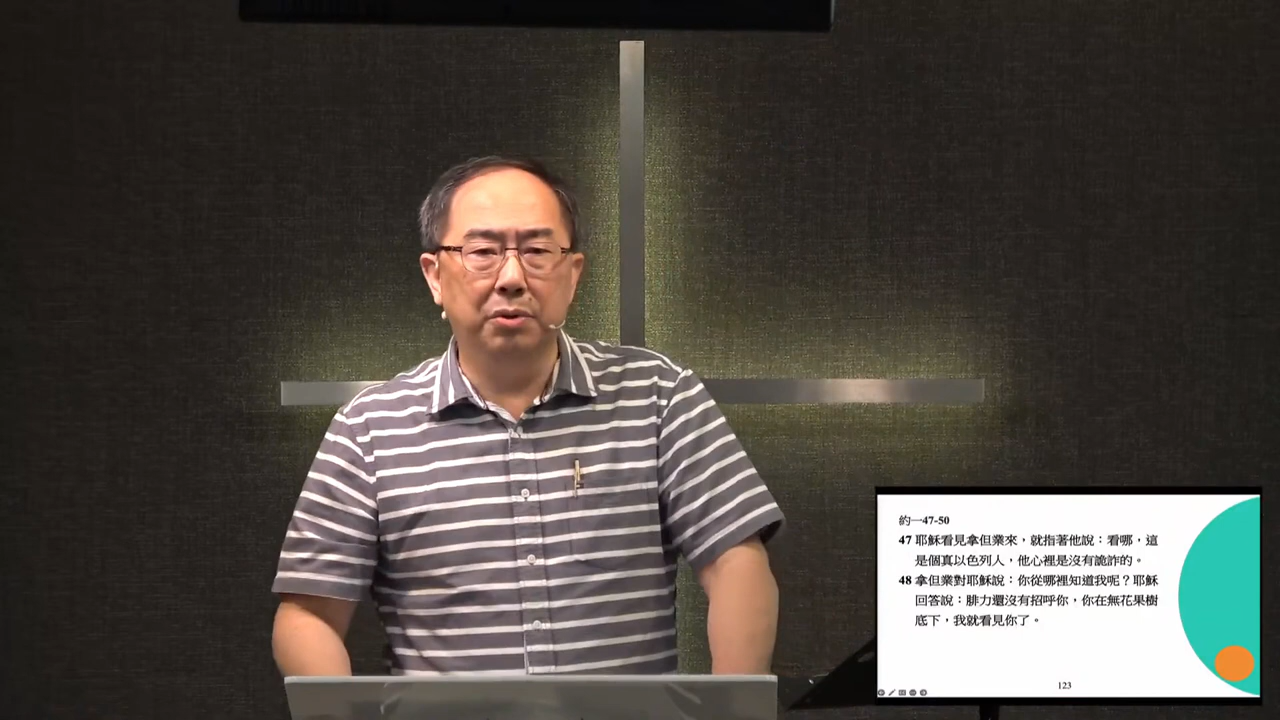 約一47-50
47 耶穌看見拿但業來，就指著他說：看哪，這
是個真以色列人，他心裡是沒有詭詐的。
48 拿但業對耶穌說：你從哪裡知道我呢？耶穌
回答說：腓力還沒有招呼你，你在無花果樹
底下，我就看見你了。
123